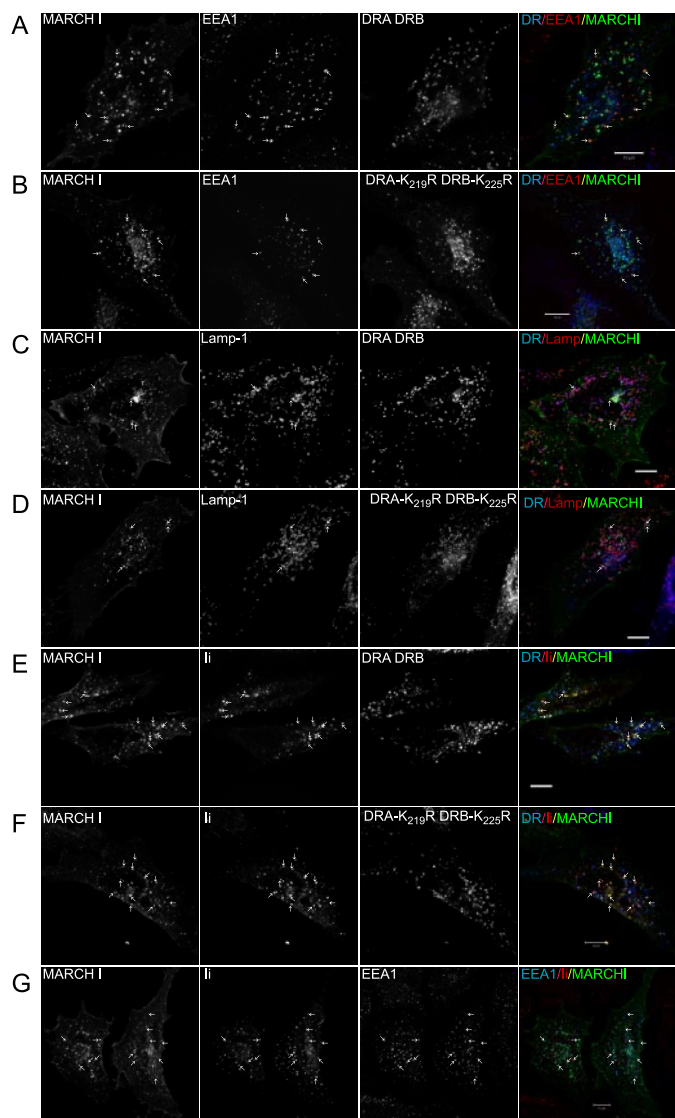 A MARCH I EEA1 DRA DRB DR/EEA1/MARCHI
B MARCH I EEA1 DRA-K219R DRB-K225R DR/EEA1/MARCHI
C MARCH I Lamp-1 DRA DRB DR/Lamp/MARCHI
D MARCH I Lamp-1 DRA-K219R DRB-K225R DR/Lamp/MARCHI
E MARCH I Ii DRA DRB DR/Ii/MARCHI
F MARCH I Ii DRA-K219R DRB-K225R DR/Ii/MARCHI
G MARCH I Ii EEA1 EEA1/Ii/MARCHI